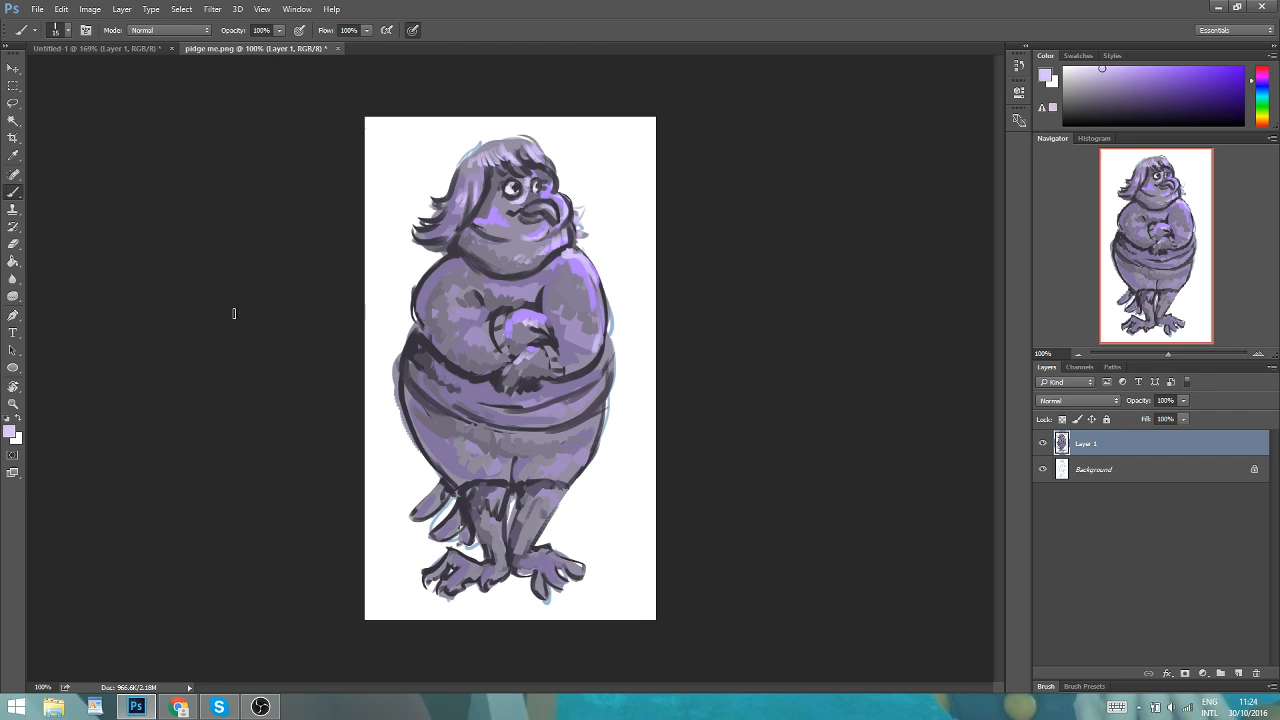 Ps File Edit Image Layer Type Select Filter 3D View Window Help
15 Mode: Normal Opacity: 100% Flow: 100% Essentials
Untitled-1 @ 169% (Layer 1, RGB/8) * × pidge me.png @ 100% (Layer 1, RGB/8) * ×
Color Swatches Styles
Navigator Histogram
100%
Layers Channels Paths
Kind
Normal Opacity: 100%
Lock: Fill: 100%
Layer 1
Background
100% Doc: 966.6K/2.18M
Brush Brush Presets
Ps S ENG 11:24
INTL 30/10/2016